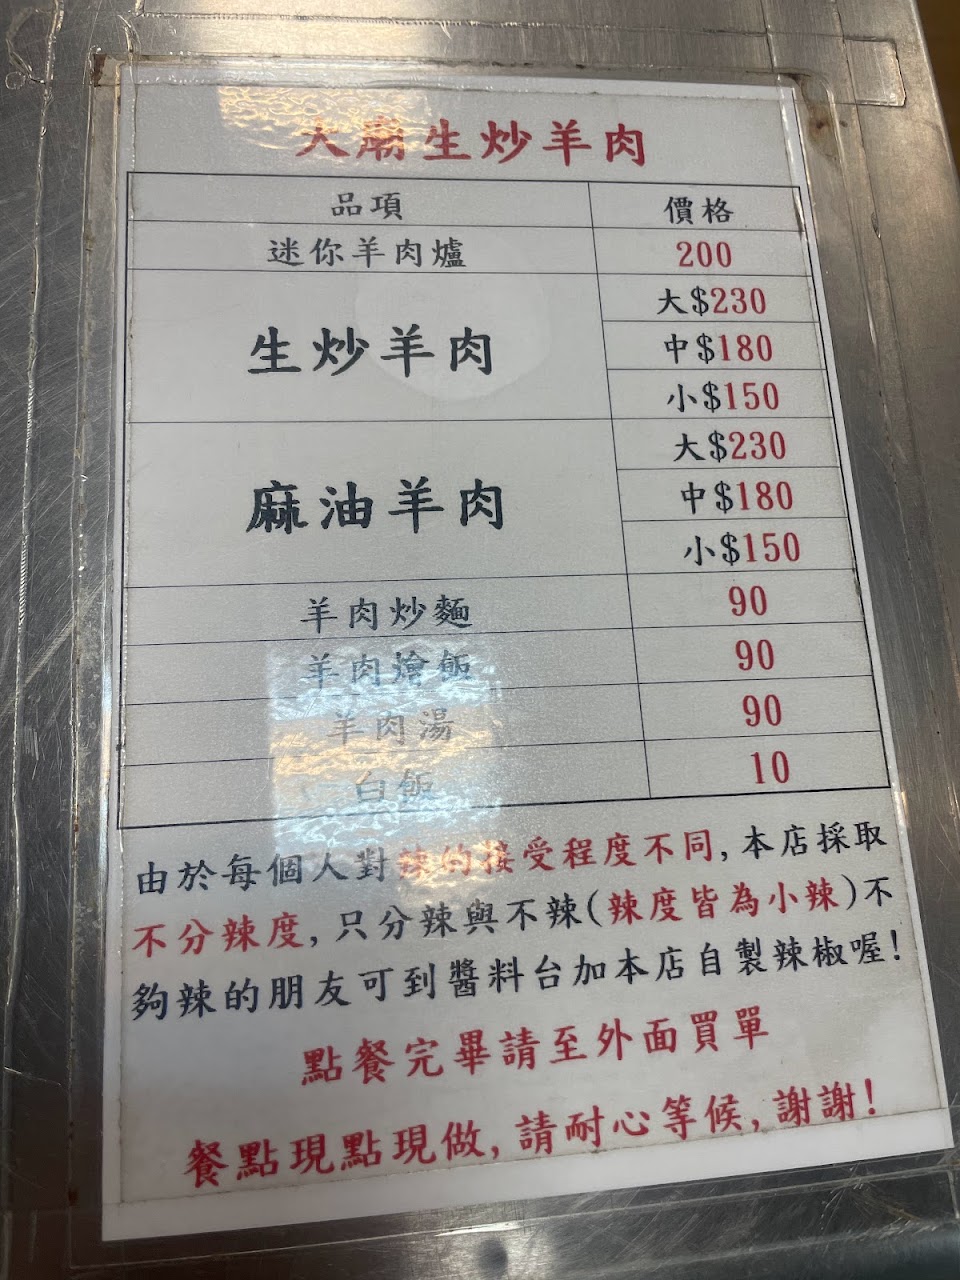 大廟生炒羊肉
品項 價格
迷你羊肉爐 200
生炒羊肉
大$230
中$180
小$150
麻油羊肉
大$230
中$180
小$150
羊肉炒麵 90
羊肉燴飯 90
羊肉湯 90
白飯 10
由於每個人對辣的接受程度不同,本店採取
不分辣度,只分辣與不辣(辣度皆為小辣)不
夠辣的朋友可到醬料台加本店自製辣椒喔!
點餐完畢請至外面買單
餐點現點現做,請耐心等候,謝謝!